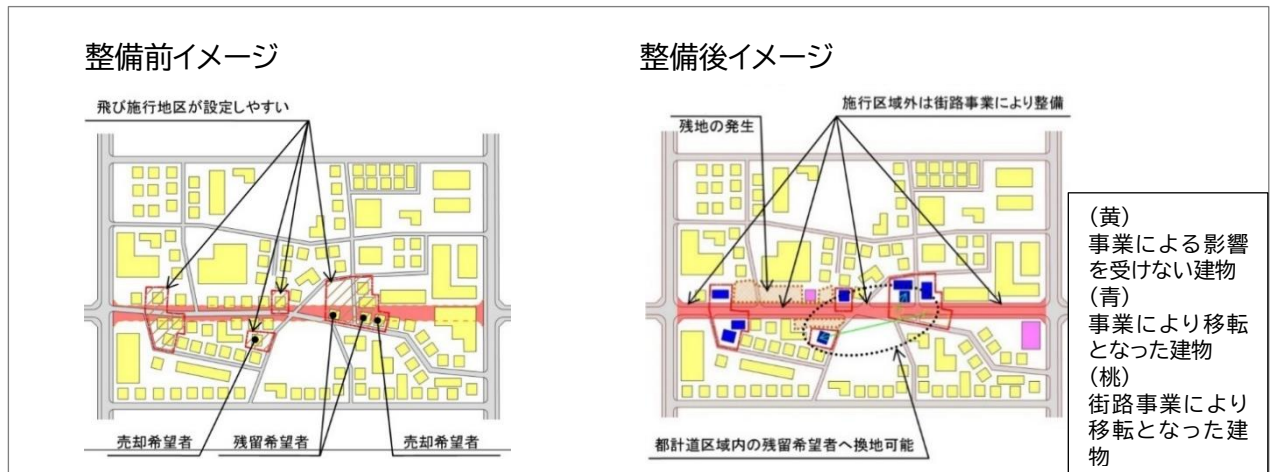 整備前イメージ
飛び施行地区が設定しやすい
売却希望者
残留希望者
売却希望者
整備後イメージ
施行区域外は街路事業により整備
残地の発生
都計道区域内の残留希望者へ換地可能
(黄)
事業による影響
を受けない建物
(青)
事業により移転
となった建物
(桃)
街路事業により
移転となった建
物